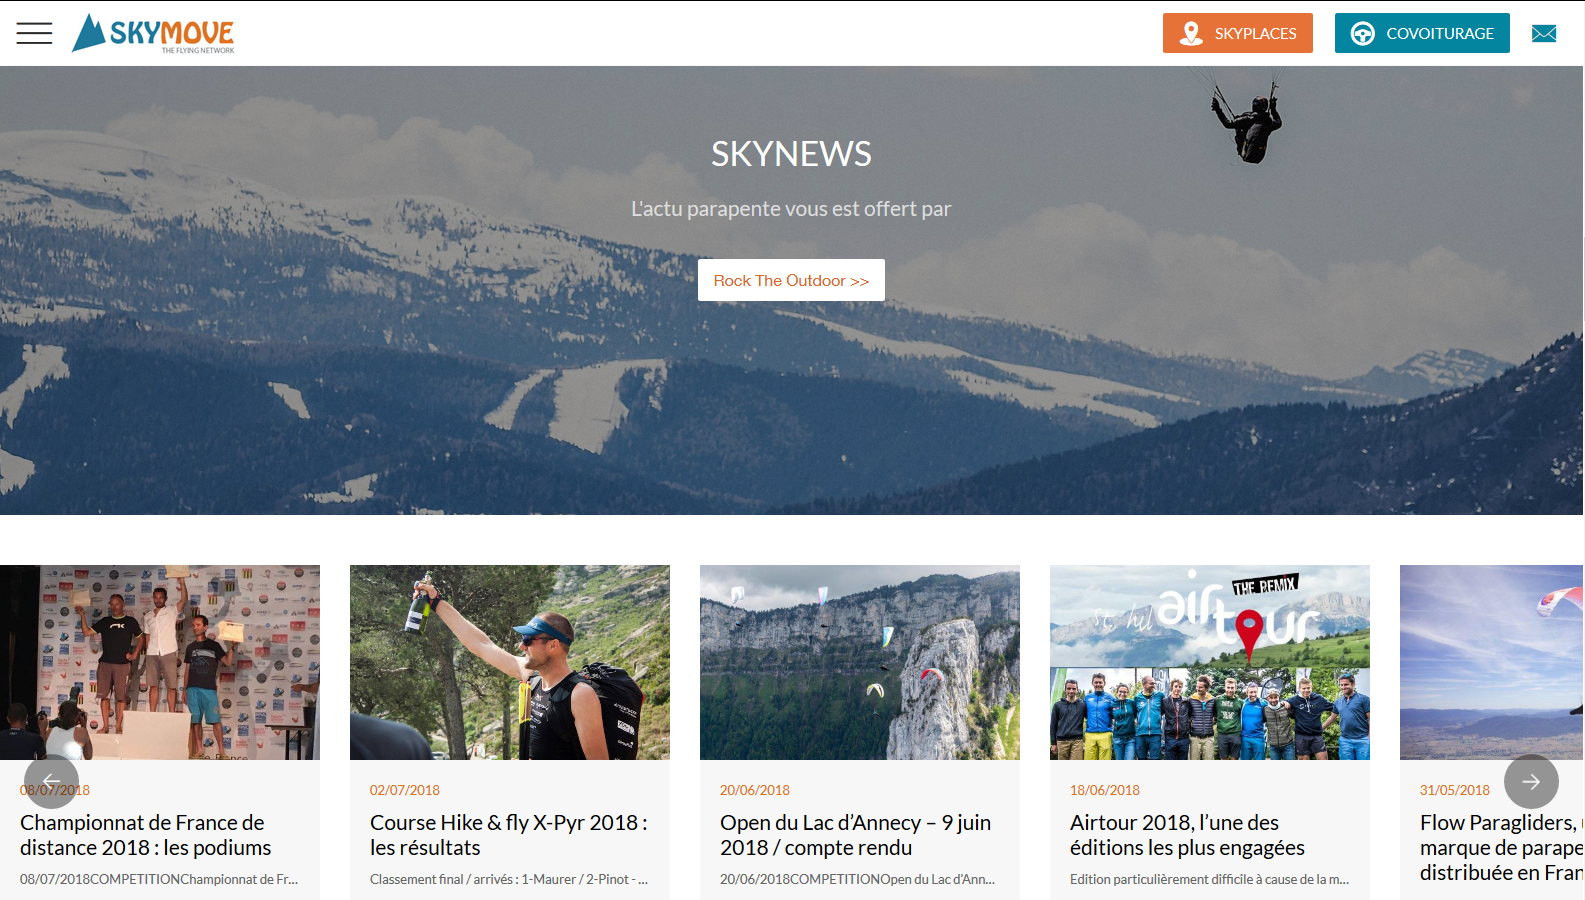 SKYMOVE
THE FLYING NETWORK
SKYPLACES
COVOITURAGE
SKYNEWS
L'actu parapente vous est offert par
Rock The Outdoor >>
THE REMIX
st hil airtour
08/07/2018
Championnat de France de
distance 2018 : les podiums
08/07/2018COMPETITIONChampionnat de Fr...
02/07/2018
Course Hike & fly X-Pyr 2018 :
les résultats
Classement final / arrivés : 1-Maurer / 2-Pinot - ...
20/06/2018
Open du Lac d’Annecy – 9 juin
2018 / compte rendu
20/06/2018COMPETITIONOpen du Lac d’Ann...
18/06/2018
Airtour 2018, l’une des
éditions les plus engagées
Edition particulièrement difficile à cause de la m...
31/05/2018
Flow Paragliders,
marque de parape
distribuée en Fran